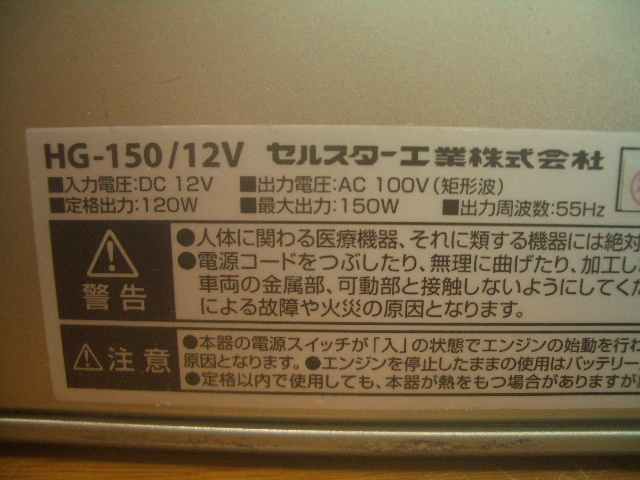 HG-150/12V セルスター工業株式会社
■入力電圧:DC 12V ■出力電圧:AC 100V(矩形波)
■定格出力:120W ■最大出力:150W ■出力周波数:55Hz
警告
●人体に関わる医療機器、それに類する機器には絶対
●電源コードをつぶしたり、無理に曲げたり、加工し
車両の金属部、可動部と接触しないようにしてくだ
による故障や火災の原因となります。
注意
●本器の電源スイッチが「入」の状態でエンジンの始動を行わ
原因となります。●エンジンを停止したままの使用はバッテリー
●定格以内で使用しても、本器が熱をもつ場合がありますが